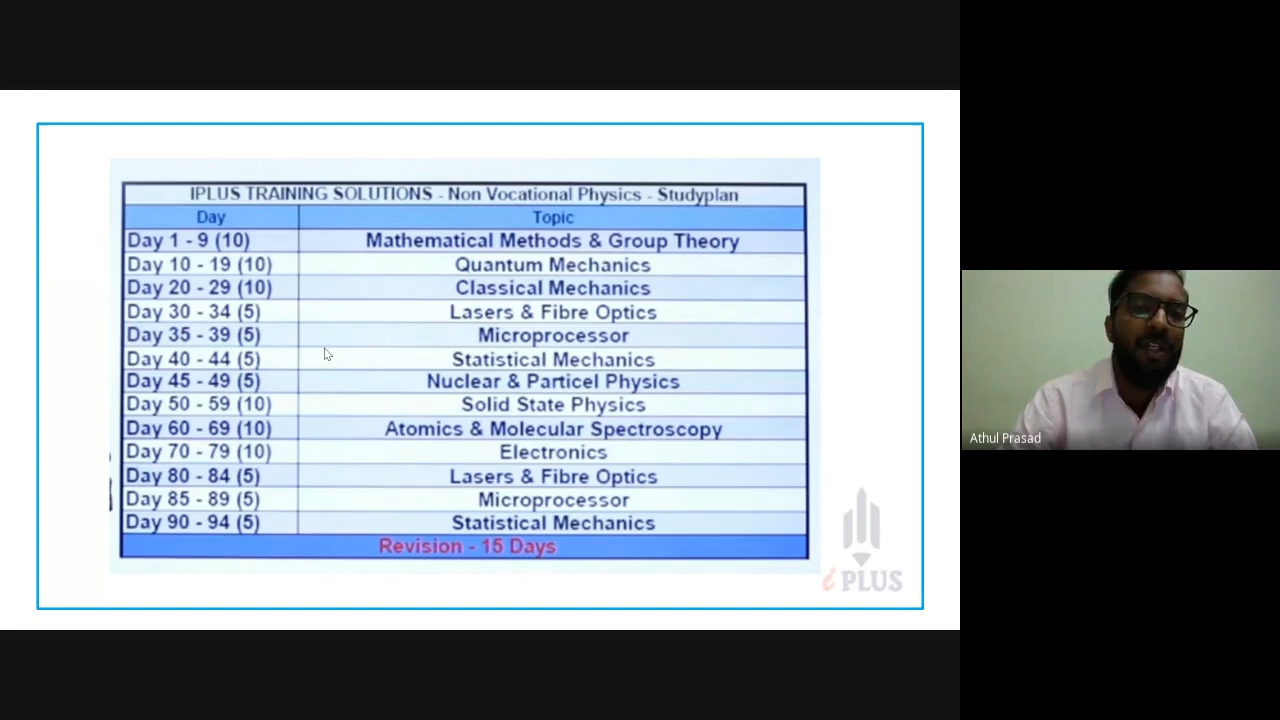 IPLUS TRAINING SOLUTIONS - Non Vocational Physics - Studyplan
Day Topic
Day 1 - 9 (10) Mathematical Methods & Group Theory
Day 10 - 19 (10) Quantum Mechanics
Day 20 - 29 (10) Classical Mechanics
Day 30 - 34 (5) Lasers & Fibre Optics
Day 35 - 39 (5) Microprocessor
Day 40 - 44 (5) Statistical Mechanics
Day 45 - 49 (5) Nuclear & Particel Physics
Day 50 - 59 (10) Solid State Physics
Day 60 - 69 (10) Atomics & Molecular Spectroscopy
Day 70 - 79 (10) Electronics
Day 80 - 84 (5) Lasers & Fibre Optics
Day 85 - 89 (5) Microprocessor
Day 90 - 94 (5) Statistical Mechanics
Revision - 15 Days
i PLUS
Athul Prasad